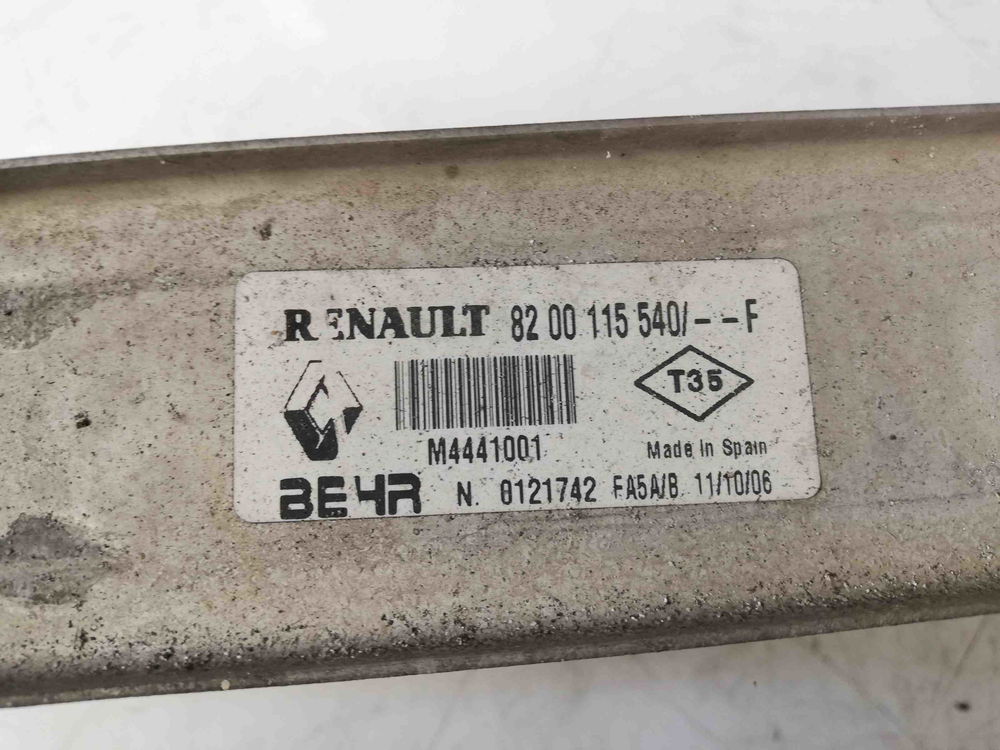 RENAULT 82 00 115 540/--F
T35
M4441001
Made In Spain
BEHR N. 0121742 FA5A/B 11/10/06